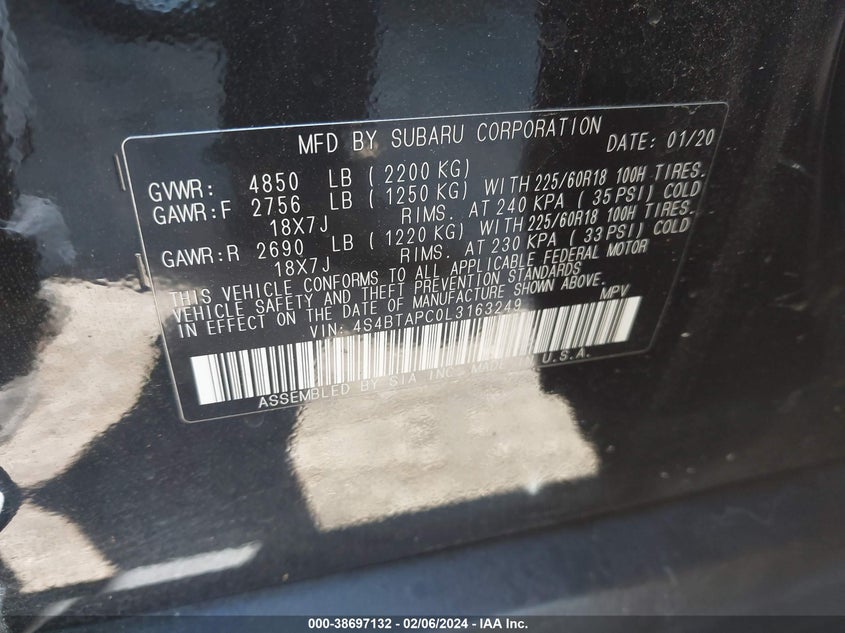 MFD BY SUBARU CORPORATION DATE: 01/20
GVWR: 4850 LB ( 2200 KG)
GAWR:F 2756 LB ( 1250 KG) WITH 225/60R18 100H TIRES.
18X7J RIMS. AT 240 KPA ( 35 PSI) COLD
GAWR:R 2690 LB ( 1220 KG) WITH 225/60R18 100H TIRES.
18X7J RIMS. AT 230 KPA ( 33 PSI) COLD
THIS VEHICLE CONFORMS TO ALL APPLICABLE FEDERAL MOTOR
VEHICLE SAFETY AND THEFT PREVENTION STANDARDS
IN EFFECT ON THE DATE OF MANUFACTURE SHOWN ABOVE.
VIN: 4S4BTAPC0L3163249 MPV
ASSEMBLED BY SIA INC. MADE IN U.S.A.
000-38697132 - 02/06/2024 - IAA Inc.